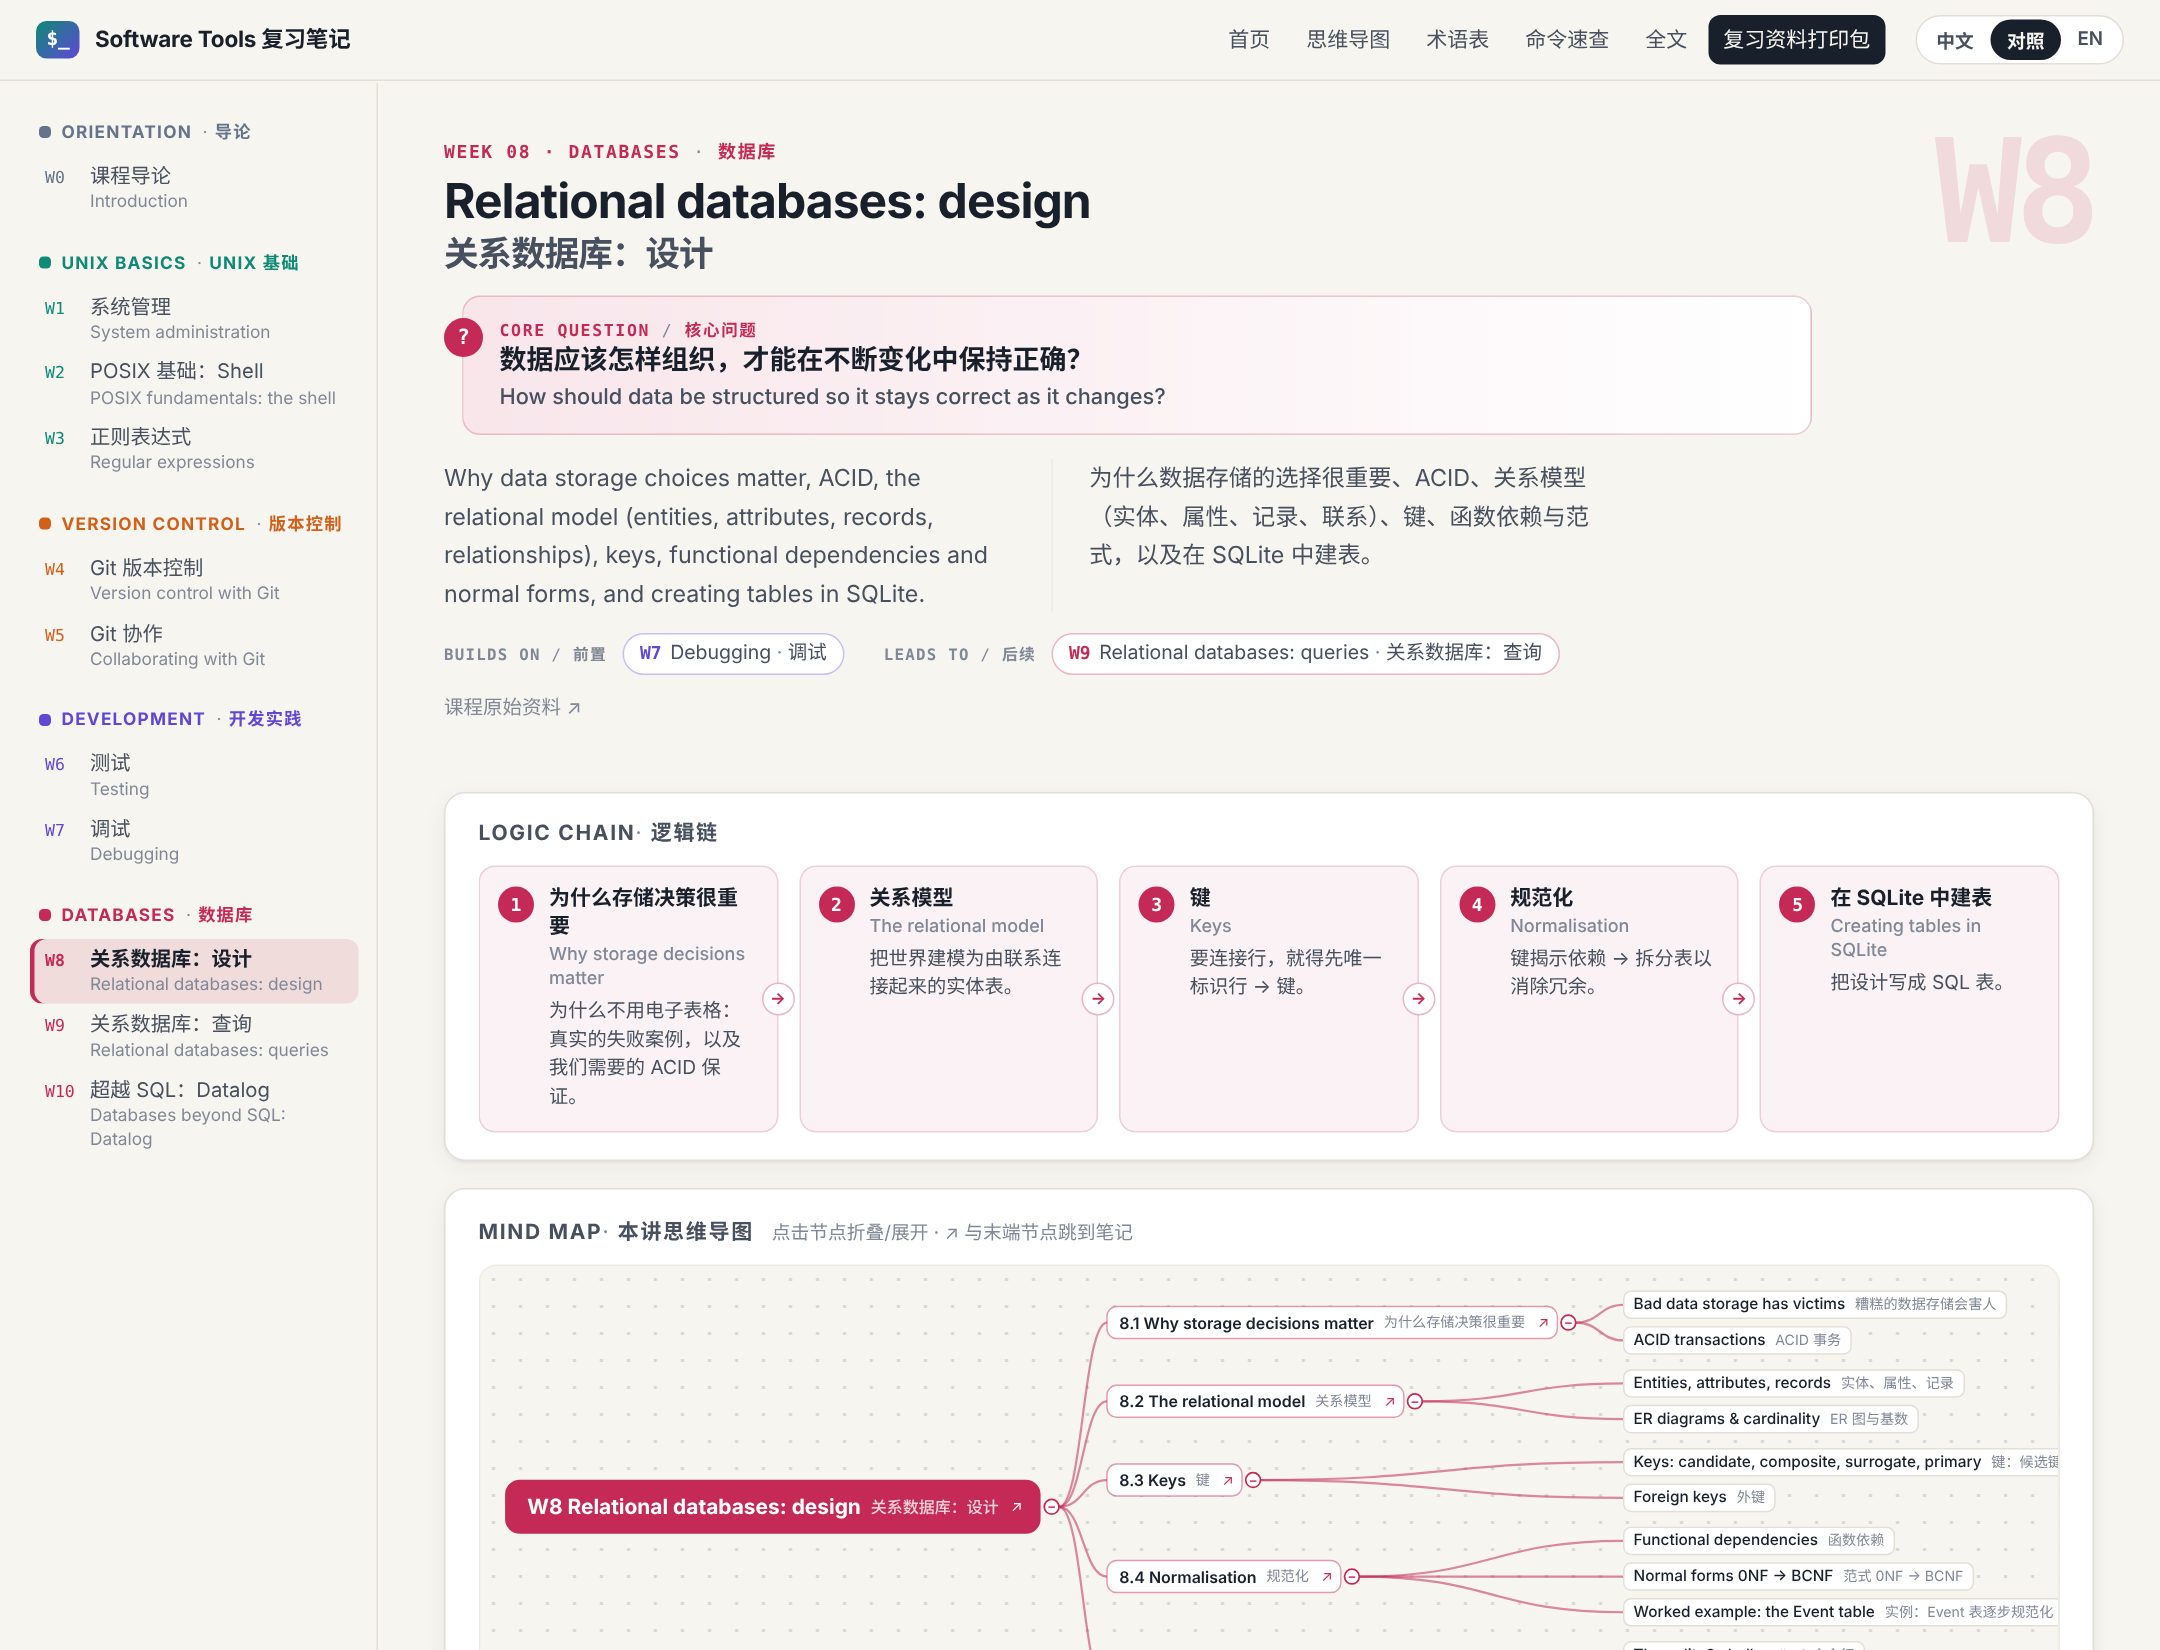 $_ Software Tools 复习笔记
首页 思维导图 术语表 命令速查 全文 复习资料打印包 中文 对照 EN
ORIENTATION · 导论
W0 课程导论
Introduction
UNIX BASICS · UNIX 基础
W1 系统管理
System administration
W2 POSIX 基础：Shell
POSIX fundamentals: the shell
W3 正则表达式
Regular expressions
VERSION CONTROL · 版本控制
W4 Git 版本控制
Version control with Git
W5 Git 协作
Collaborating with Git
DEVELOPMENT · 开发实践
W6 测试
Testing
W7 调试
Debugging
DATABASES · 数据库
W8 关系数据库：设计
Relational databases: design
W9 关系数据库：查询
Relational databases: queries
W10 超越 SQL：Datalog
Databases beyond SQL:
Datalog
WEEK 08 · DATABASES · 数据库
W8
Relational databases: design
关系数据库：设计
?
CORE QUESTION / 核心问题
数据应该怎样组织，才能在不断变化中保持正确？
How should data be structured so it stays correct as it changes?
Why data storage choices matter, ACID, the
relational model (entities, attributes, records,
relationships), keys, functional dependencies and
normal forms, and creating tables in SQLite.
为什么数据存储的选择很重要、ACID、关系模型
（实体、属性、记录、联系）、键、函数依赖与范
式，以及在 SQLite 中建表。
BUILDS ON / 前置 W7 Debugging · 调试 LEADS TO / 后续 W9 Relational databases: queries · 关系数据库：查询
课程原始资料 ↗
LOGIC CHAIN· 逻辑链
1 为什么存储决策很重
要
Why storage decisions
matter
为什么不用电子表格：
真实的失败案例，以及
我们需要的 ACID 保
证。
→
2 关系模型
The relational model
把世界建模为由联系连
接起来的实体表。
→
3 键
Keys
要连接行，就得先唯一
标识行 → 键。
→
4 规范化
Normalisation
键揭示依赖 → 拆分表以
消除冗余。
→
5 在 SQLite 中建表
Creating tables in
SQLite
把设计写成 SQL 表。
MIND MAP· 本讲思维导图 点击节点折叠/展开 · ↗ 与末端节点跳到笔记
W8 Relational databases: design 关系数据库：设计 ↗
8.1 Why storage decisions matter 为什么存储决策很重要 ↗
Bad data storage has victims 糟糕的数据存储会害人
ACID transactions ACID 事务
8.2 The relational model 关系模型 ↗
Entities, attributes, records 实体、属性、记录
ER diagrams & cardinality ER 图与基数
8.3 Keys 键 ↗
Keys: candidate, composite, surrogate, primary 键：候选键
Foreign keys 外键
8.4 Normalisation 规范化 ↗
Functional dependencies 函数依赖
Normal forms 0NF → BCNF 范式 0NF → BCNF
Worked example: the Event table 实例：Event 表逐步规范化